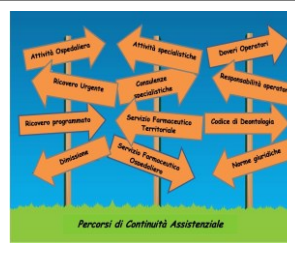 Attività Ospedaliere
Attività specialistiche
Doveri Operatori
Ricovero Urgente
Consulenze
specialistiche
Responsabilità operatori
Ricovero programmato
Servizio Farmaceutico
Territoriale
Codice di Deontologia
Dimissione
Servizio Farmaceutico
Ospedaliero
Norme giuridiche
Percorsi di Continuità Assistenziale